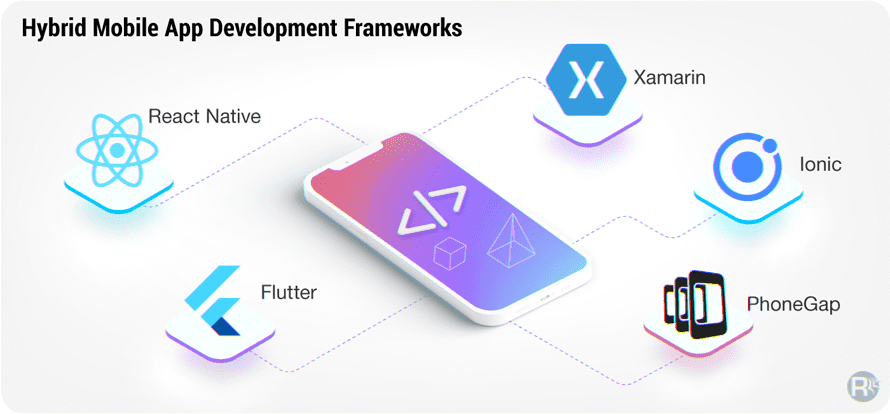 Hybrid Mobile App Development Frameworks
Xamarin
React Native
Ionic
Flutter
PhoneGap